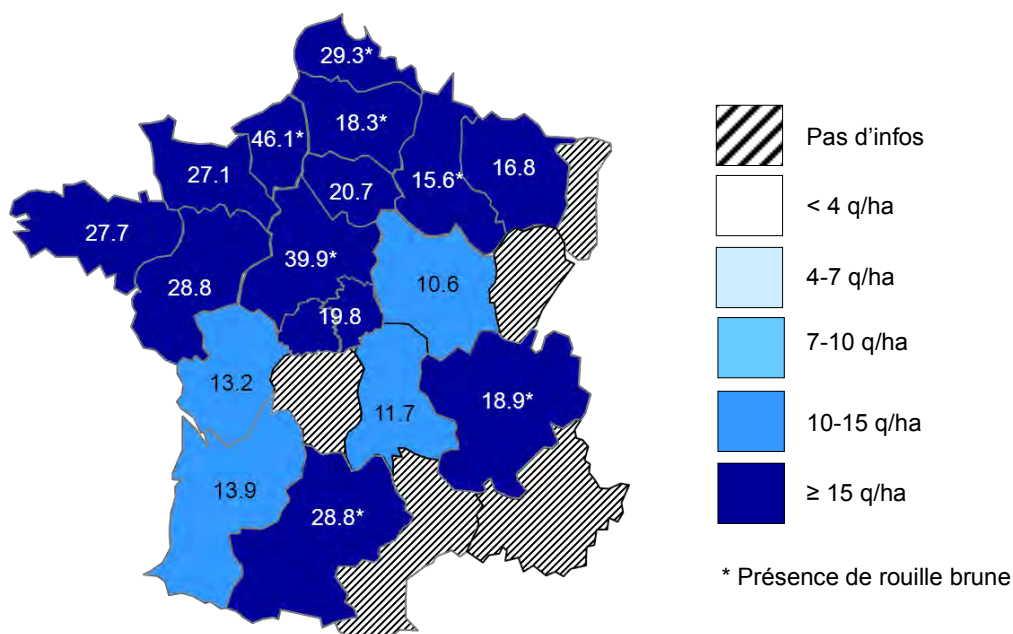 29.3*
18.3*
46.1*
27.1
20.7
15.6*
16.8
27.7
28.8
39.9*
19.8
10.6
13.2
11.7
18.9*
13.9
28.8*
Pas d’infos
< 4 q/ha
4-7 q/ha
7-10 q/ha
10-15 q/ha
≥ 15 q/ha
* Présence de rouille brune